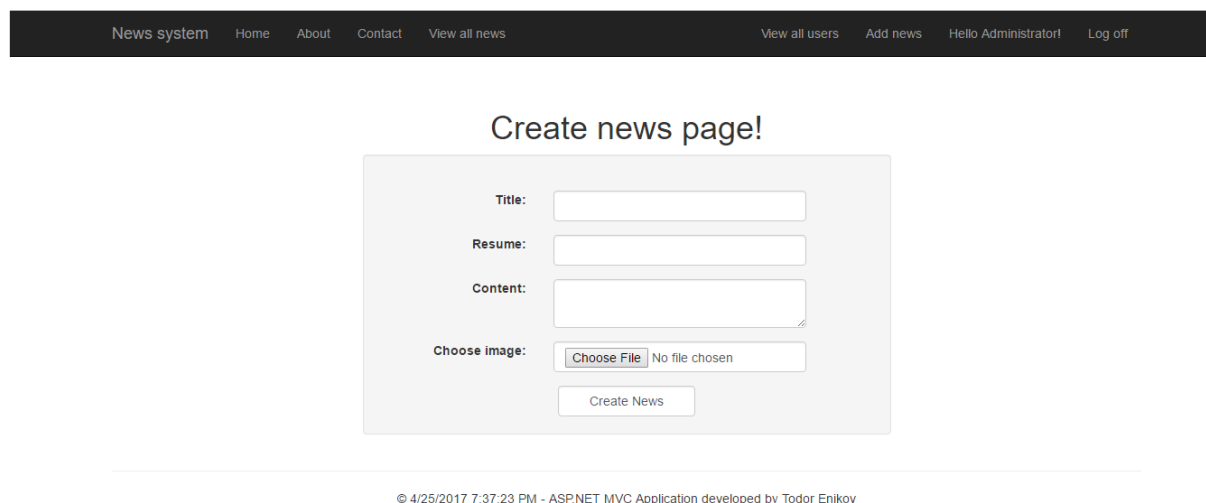 News system Home About Contact View all news View all users Add news Hello Administrator! Log off
Create news page!
Title:
Resume:
Content:
Choose image: Choose File No file chosen
Create News
© 4/25/2017 7:37:23 PM - ASP.NET MVC Application developed by Todor Enikov